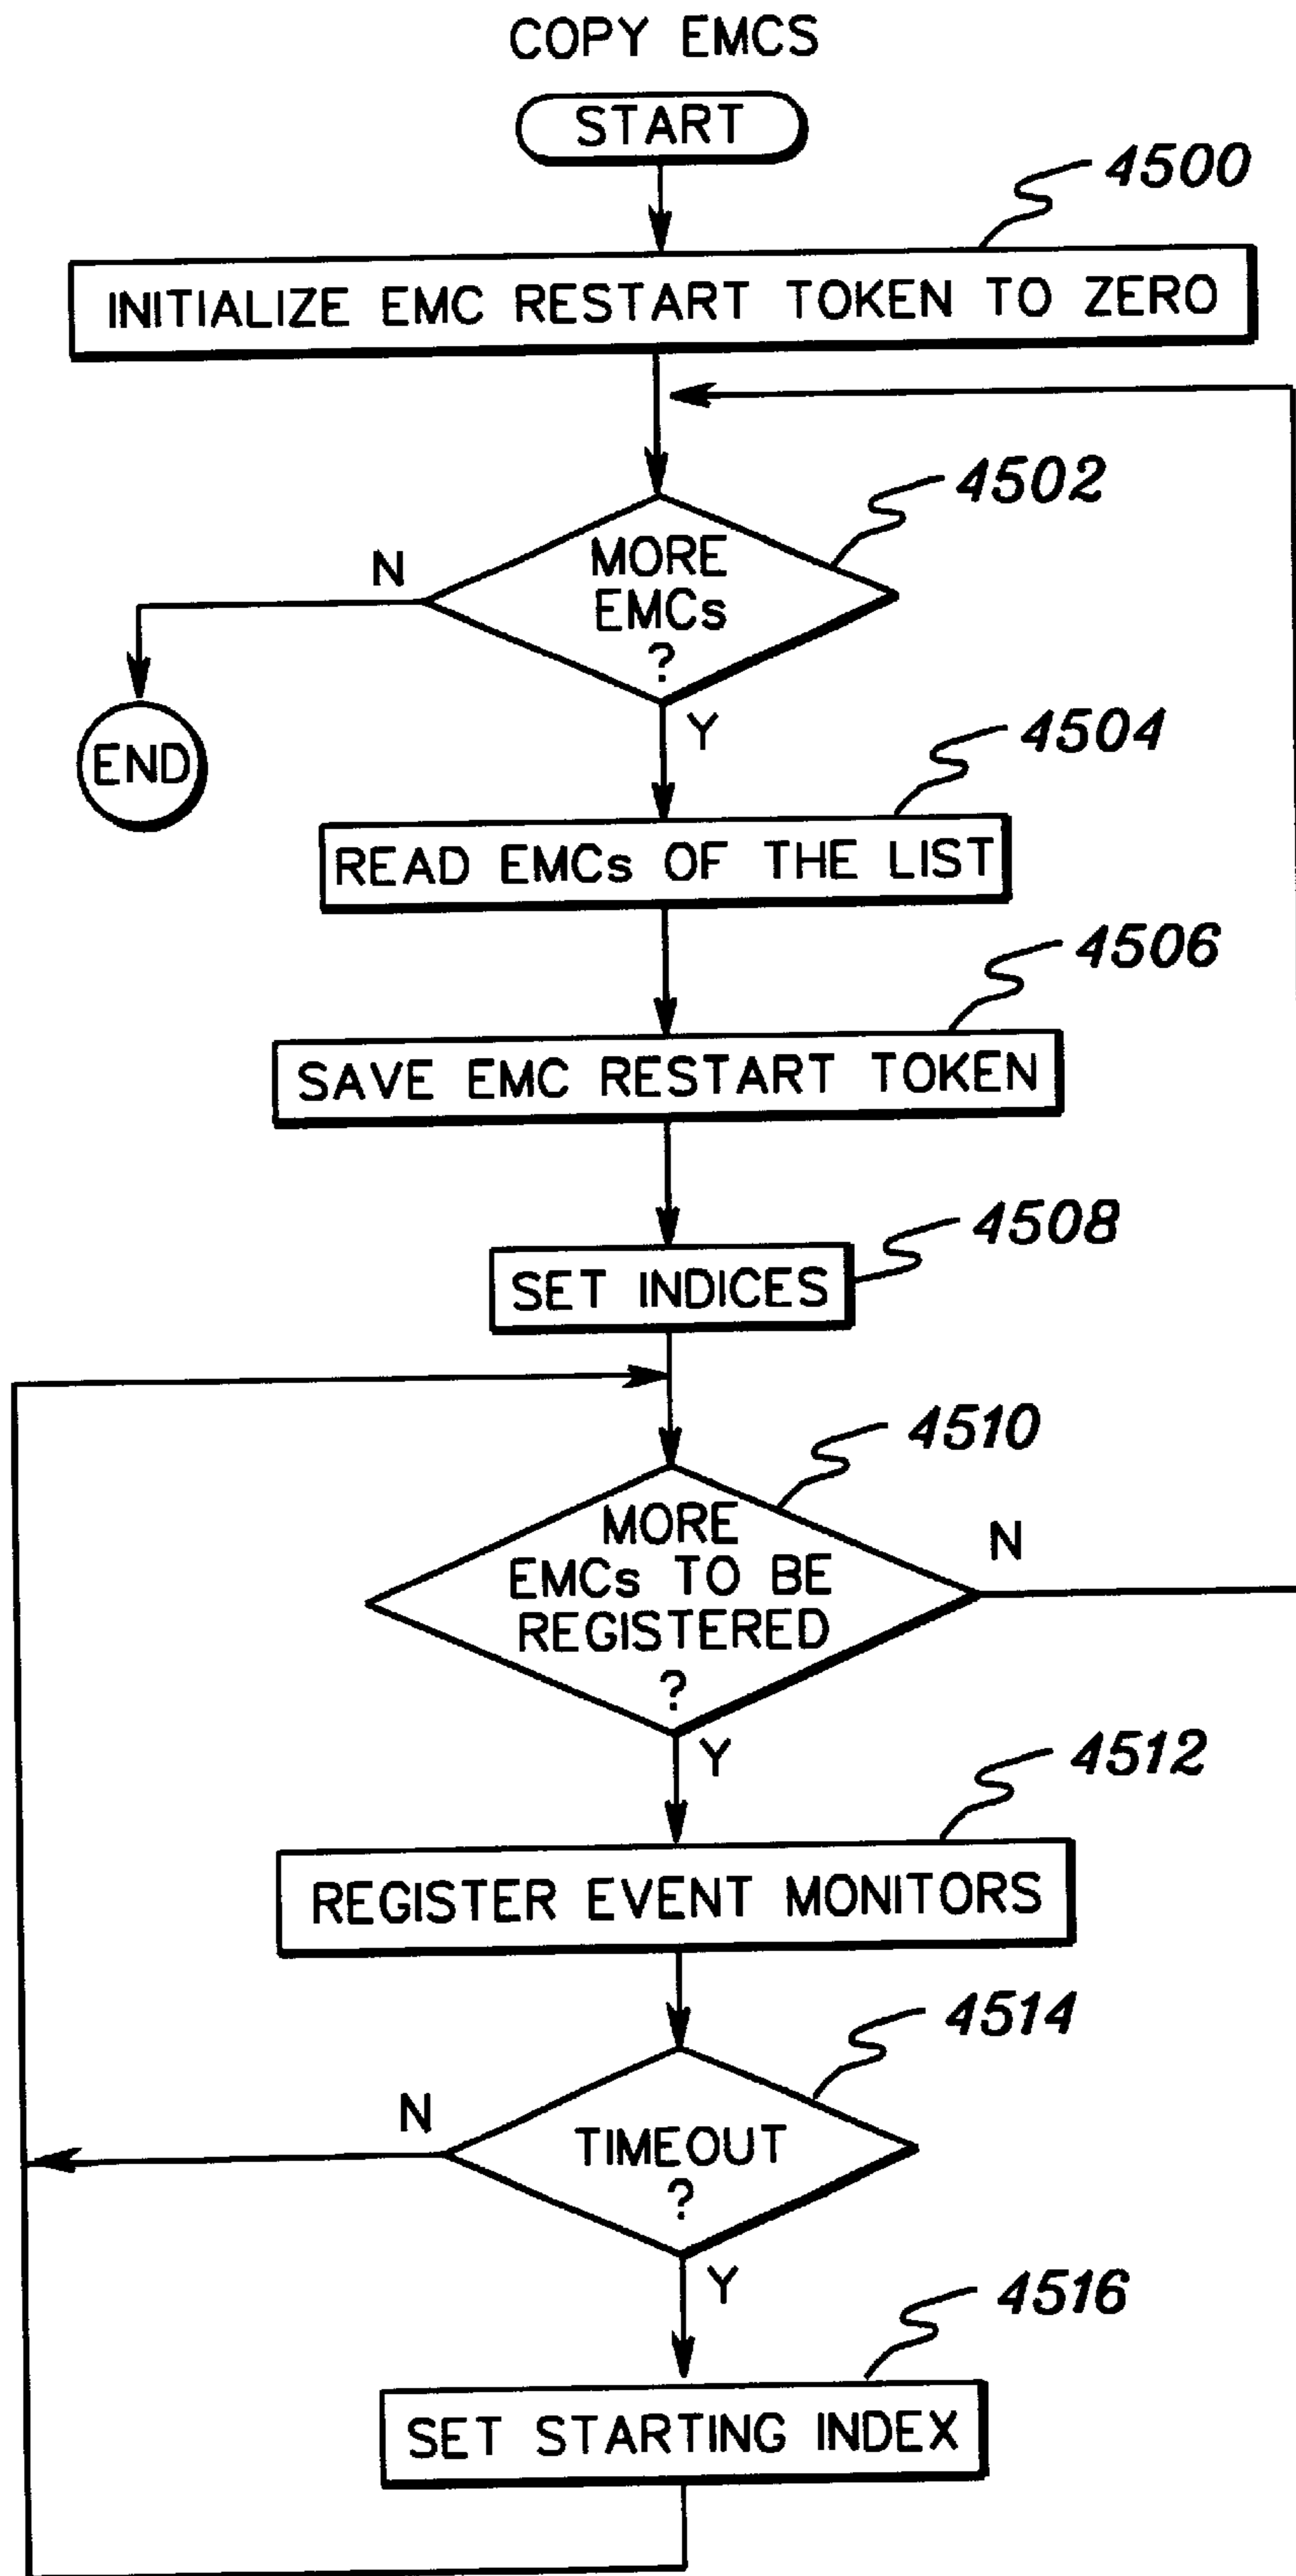 COPY EMCS
START
4500
INITIALIZE EMC RESTART TOKEN TO ZERO
4502
N
MORE
EMCs
?
Y
END
4504
READ EMCs OF THE LIST
4506
SAVE EMC RESTART TOKEN
4508
SET INDICES
4510
MORE
EMCs TO BE
REGISTERED
?
N
Y
4512
REGISTER EVENT MONITORS
4514
N
TIMEOUT
?
Y
4516
SET STARTING INDEX